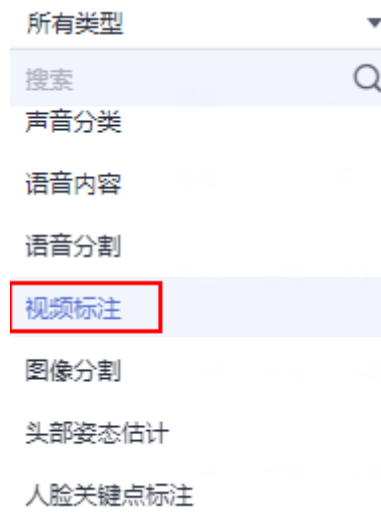 所有类型
搜索
声音分类
语音内容
语音分割
视频标注
图像分割
头部姿态估计
人脸关键点标注